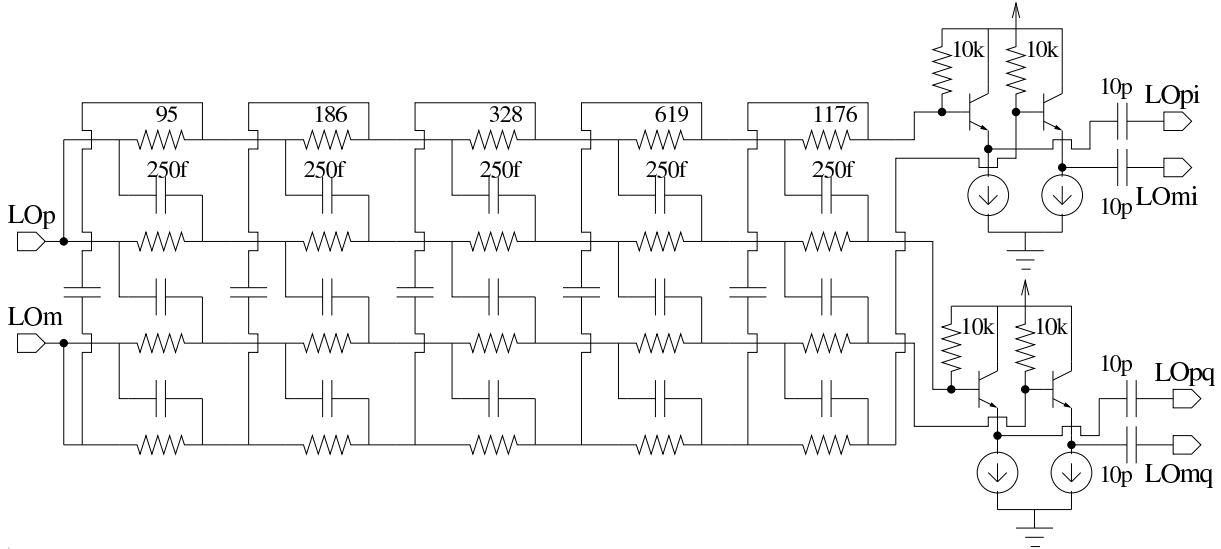 10k 10k
10p LOpi
95 186 328 619 1176
250f 250f 250f 250f 250f
10p LOmi
LOp
LOm
10k 10k
10p LOpq
10p LOmq